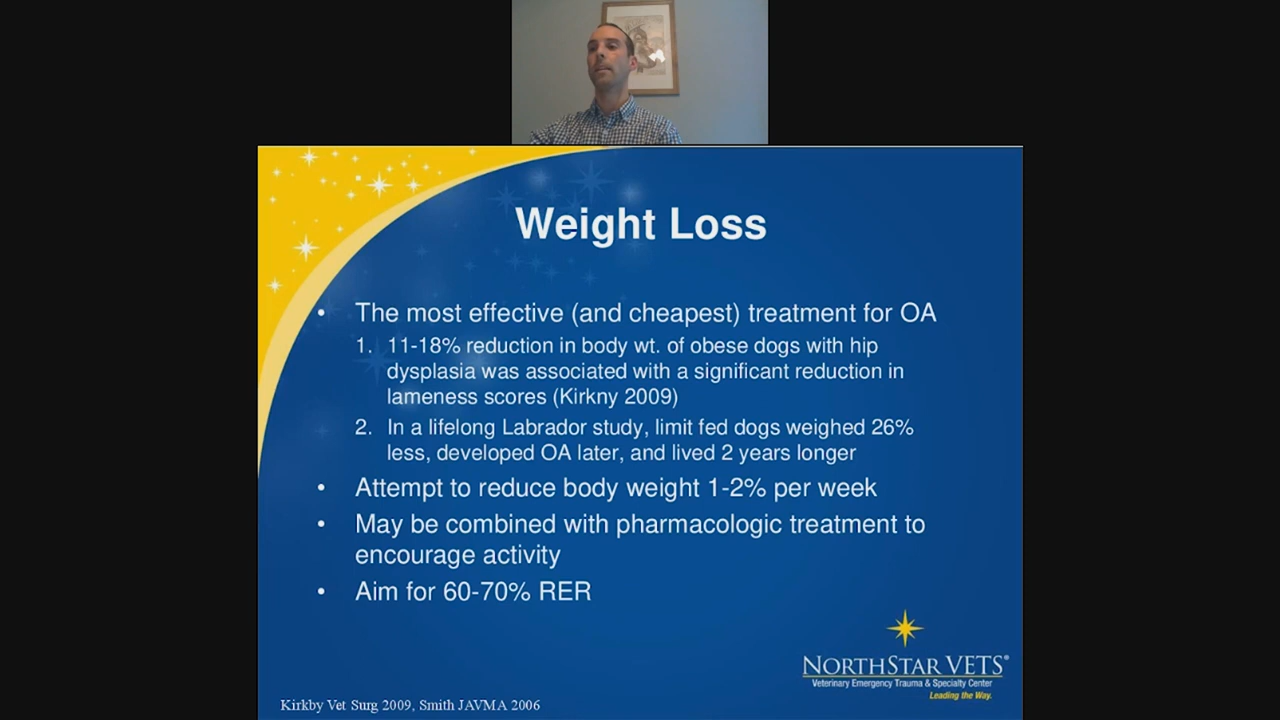 Weight Loss
• The most effective (and cheapest) treatment for OA
1. 11-18% reduction in body wt. of obese dogs with hip
dysplasia was associated with a significant reduction in
lameness scores (Kirkny 2009)
2. In a lifelong Labrador study, limit fed dogs weighed 26%
less, developed OA later, and lived 2 years longer
• Attempt to reduce body weight 1-2% per week
• May be combined with pharmacologic treatment to
encourage activity
• Aim for 60-70% RER
NORTHSTAR VETS®
Veterinary Emergency Trauma & Specialty Center
Leading the Way.
Kirkby Vet Surg 2009, Smith JAVMA 2006